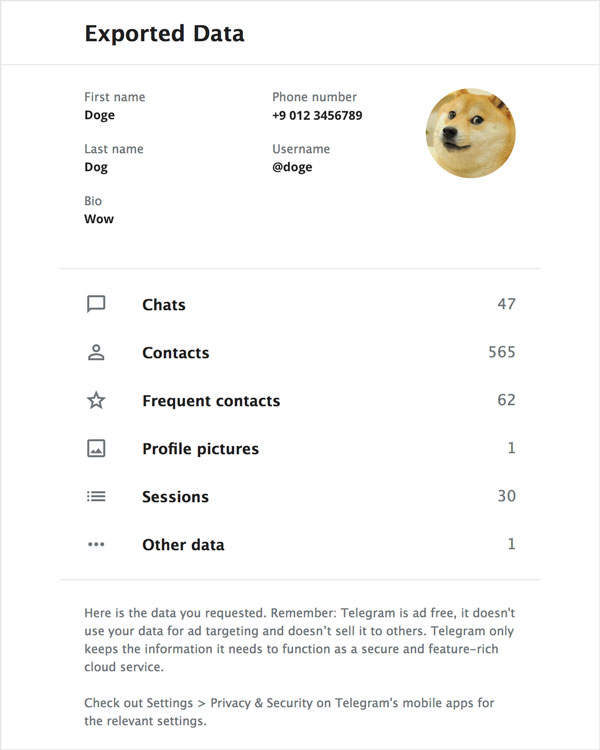 Exported Data
First name
Doge
Phone number
+9 012 3456789
Last name
Dog
Username
@doge
Bio
Wow
Chats 47
Contacts 565
Frequent contacts 62
Profile pictures 1
Sessions 30
Other data 1
Here is the data you requested. Remember: Telegram is ad free, it doesn't
use your data for ad targeting and doesn't sell it to others. Telegram only
keeps the information it needs to function as a secure and feature-rich
cloud service.
Check out Settings > Privacy & Security on Telegram's mobile apps for
the relevant settings.